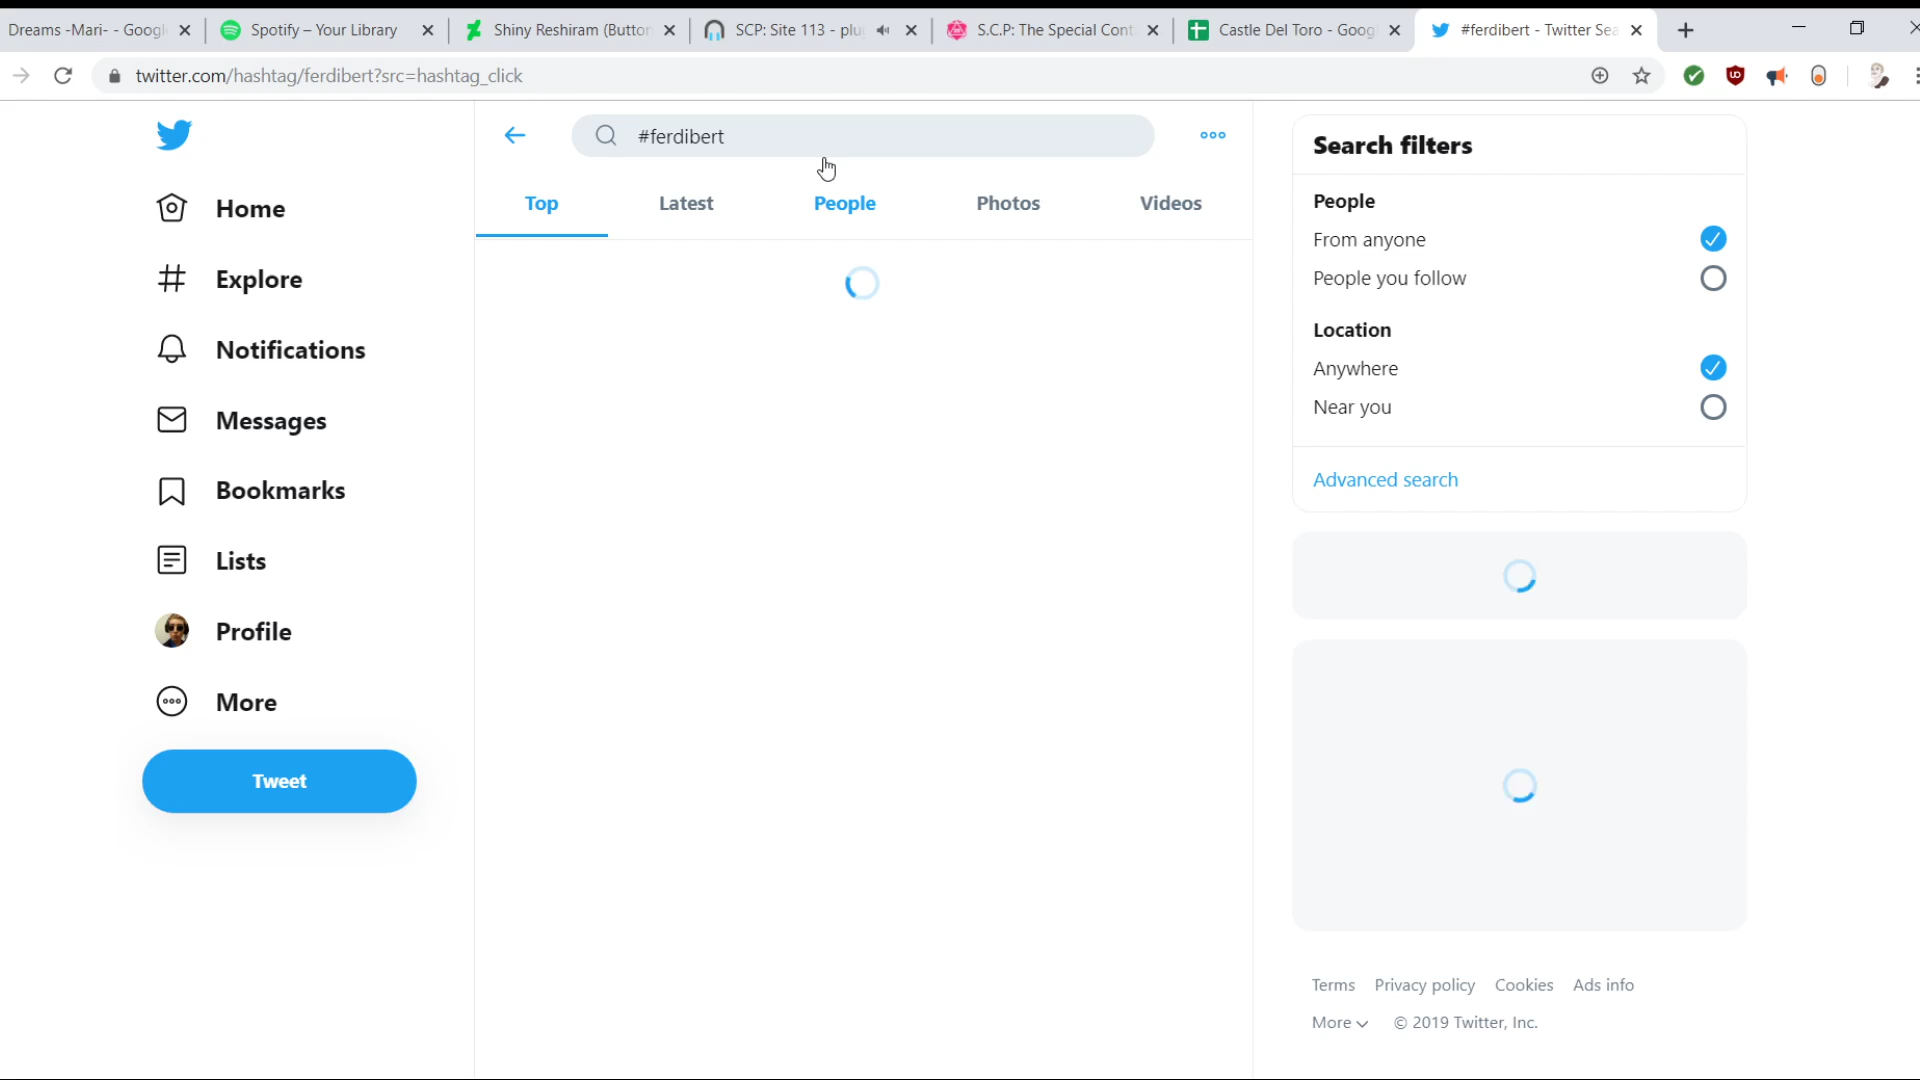 Dreams -Mari- - Googl
Spotify – Your Library
Shiny Reshiram (Button
SCP: Site 113 - plu
S.C.P: The Special Cont
Castle Del Toro - Goog
#ferdibert - Twitter Sea
twitter.com/hashtag/ferdibert?src=hashtag_click
#ferdibert
Top
Latest
People
Photos
Videos
Home
Explore
Notifications
Messages
Bookmarks
Lists
Profile
More
Tweet
Search filters
People
From anyone
People you follow
Location
Anywhere
Near you
Advanced search
Terms Privacy policy Cookies Ads info
More © 2019 Twitter, Inc.